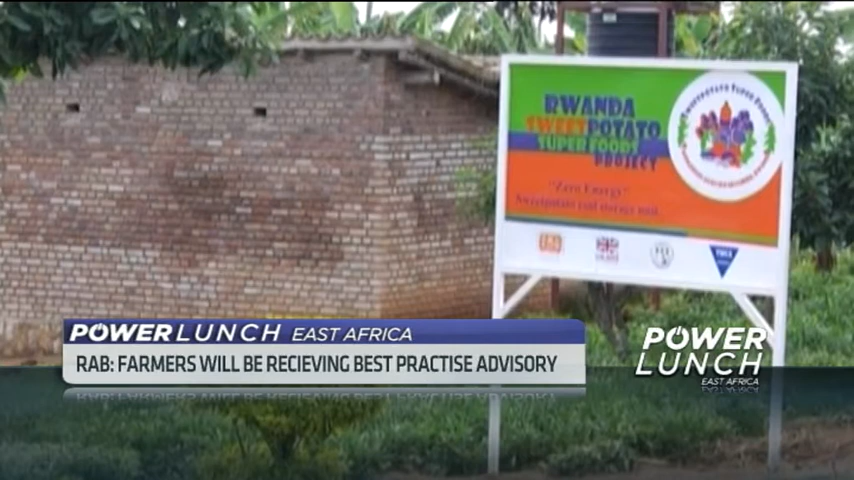 RWANDA
SWEETPOTATO
SUPER FOODS
PROJECT
"Zero Energy"
Sweetpotato root storage unit
POWER LUNCH EAST AFRICA
RAB: FARMERS WILL BE RECIEVING BEST PRACTISE ADVISORY
POWER
LUNCH
EAST AFRICA